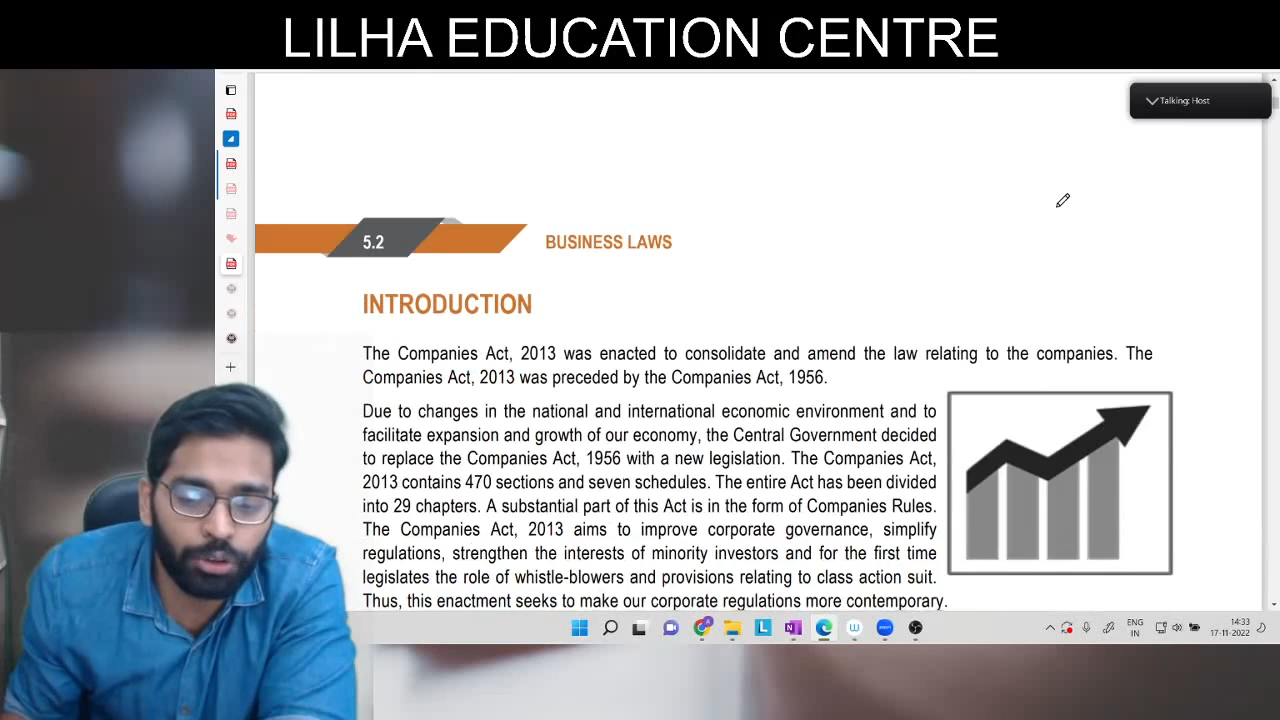 LILHA EDUCATION CENTRE
Talking: Host
5.2
BUSINESS LAWS
INTRODUCTION
The Companies Act, 2013 was enacted to consolidate and amend the law relating to the companies. The
Companies Act, 2013 was preceded by the Companies Act, 1956.
Due to changes in the national and international economic environment and to
facilitate expansion and growth of our economy, the Central Government decided
to replace the Companies Act, 1956 with a new legislation. The Companies Act,
2013 contains 470 sections and seven schedules. The entire Act has been divided
into 29 chapters. A substantial part of this Act is in the form of Companies Rules.
The Companies Act, 2013 aims to improve corporate governance, simplify
regulations, strengthen the interests of minority investors and for the first time
legislates the role of whistle-blowers and provisions relating to class action suit.
Thus, this enactment seeks to make our corporate regulations more contemporary.
ENG
IN
14:33
17-11-2022